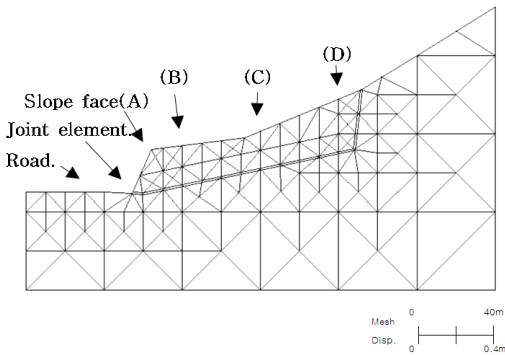 (D)
(B)
(C)
Slope face(A)
Joint element.
Road.
0 40m
Mesh
Disp.
0 0.4m